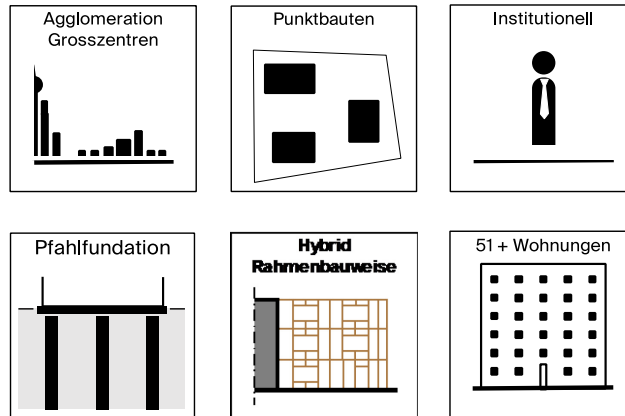 Agglomeration
Grosszentren
Punktbauten
Institutionell
Pfahlfundation
Hybrid
Rahmenbauweise
51 + Wohnungen